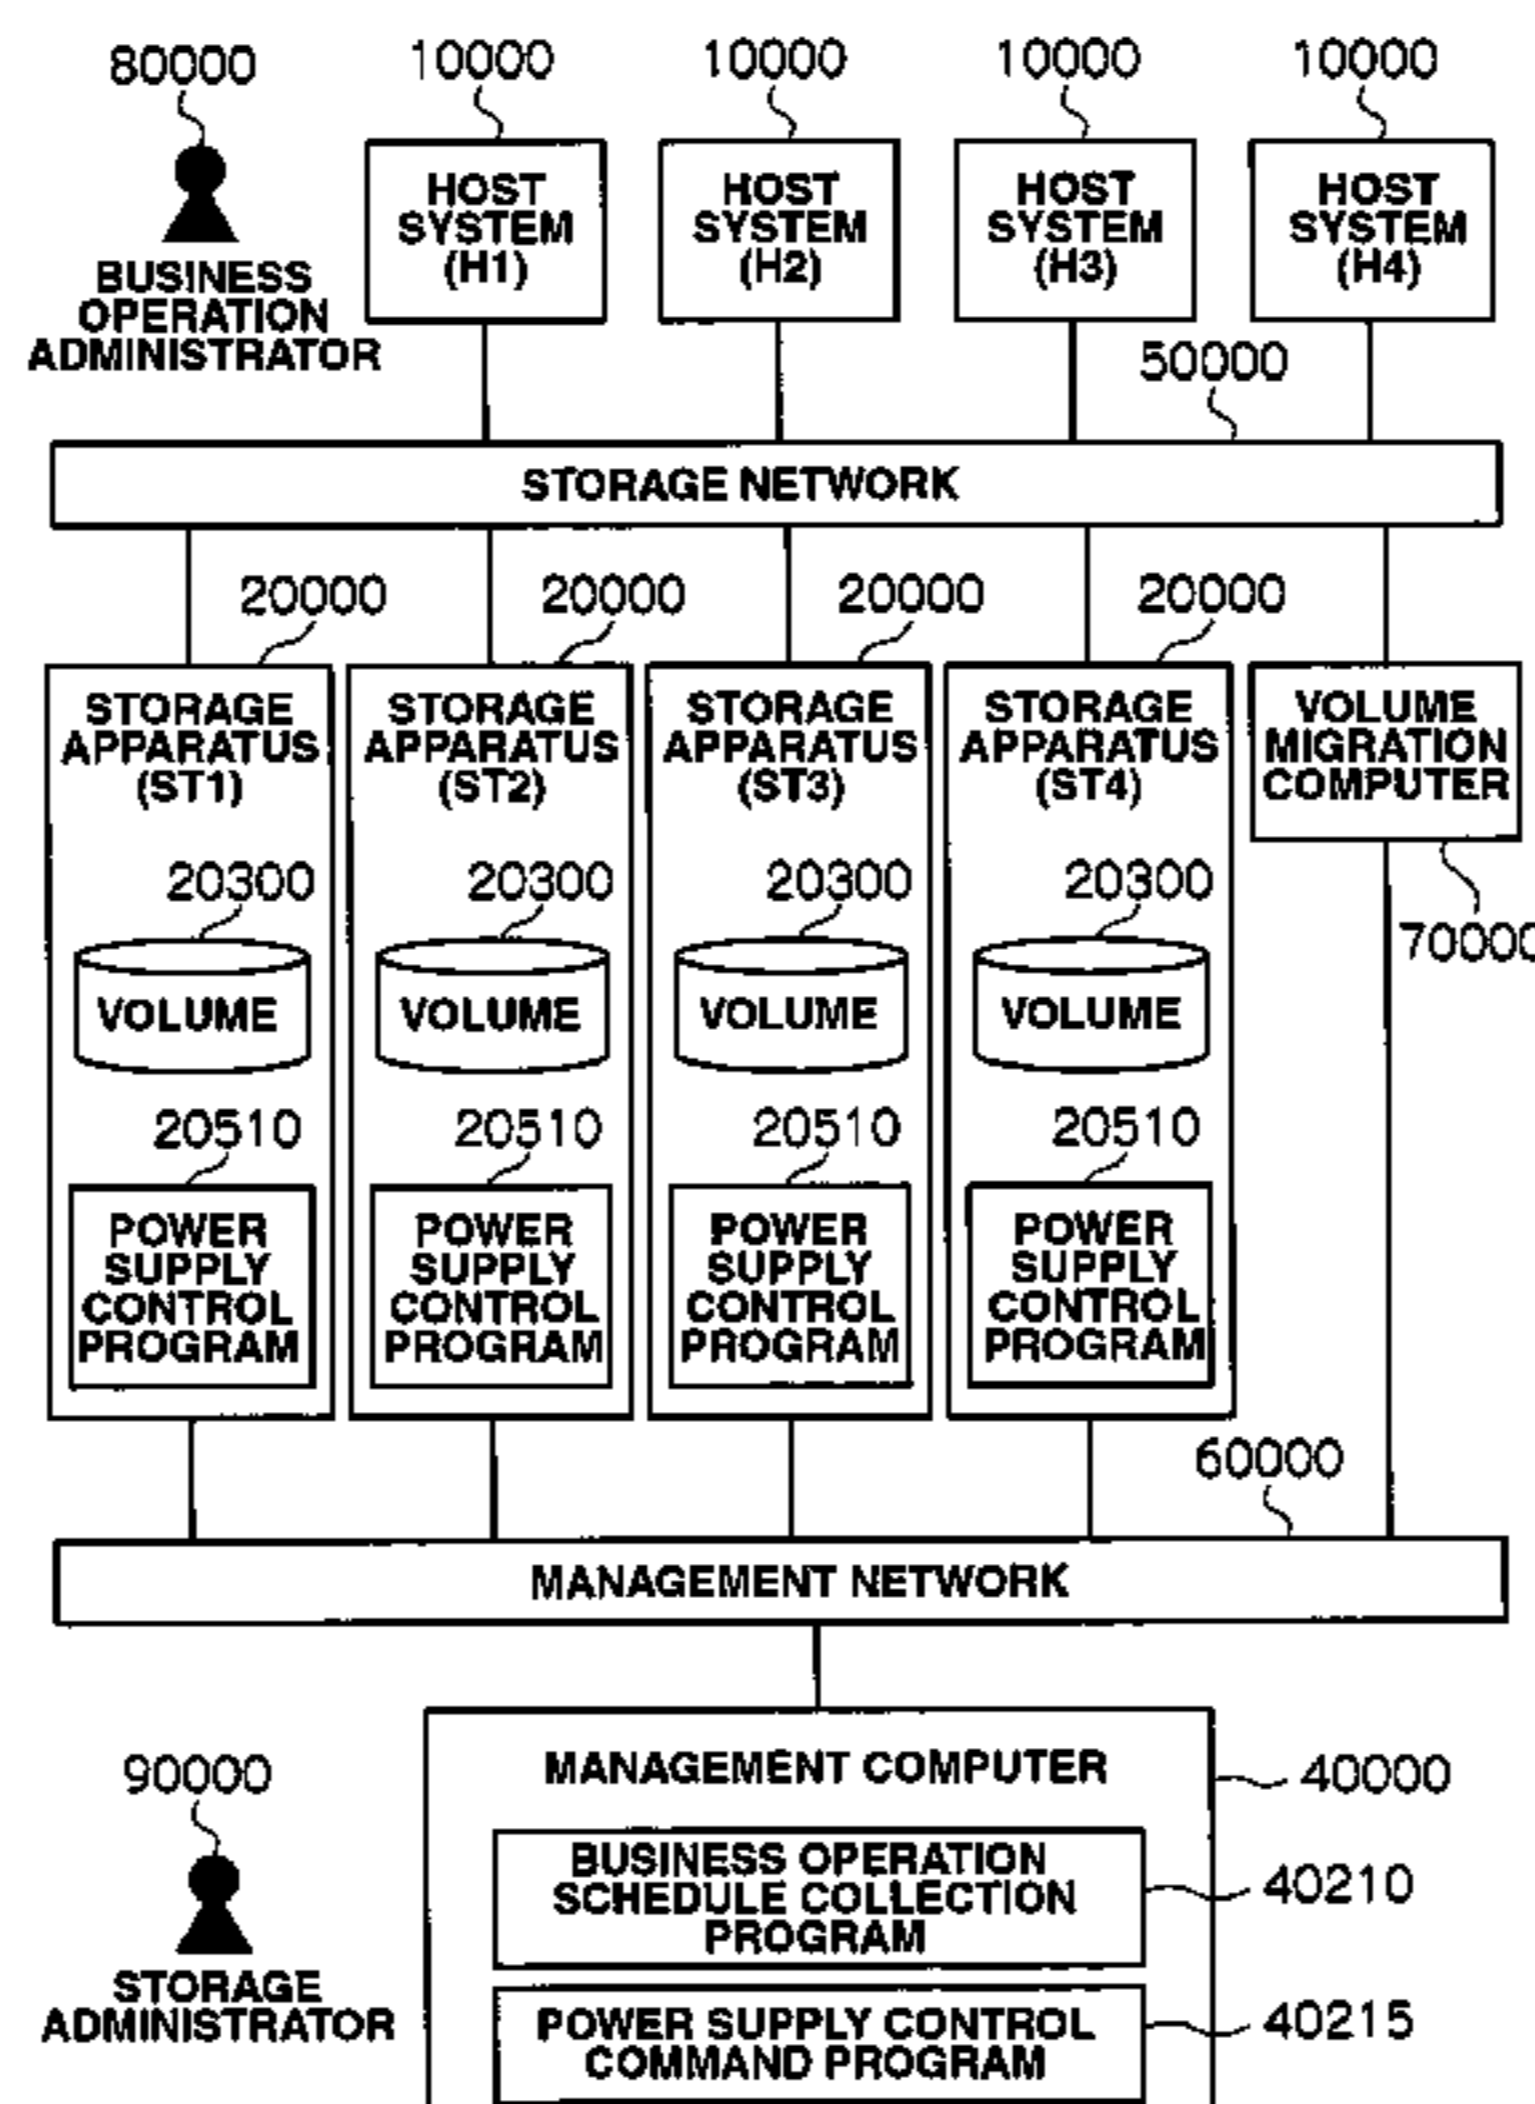 80000
10000
10000
10000
10000
HOST
SYSTEM
(H1)
HOST
SYSTEM
(H2)
HOST
SYSTEM
(H3)
HOST
SYSTEM
(H4)
BUSINESS
OPERATION
ADMINISTRATOR
50000
STORAGE NETWORK
20000
20000
20000
20000
STORAGE
APPARATUS
(ST1)
STORAGE
APPARATUS
(ST2)
STORAGE
APPARATUS
(ST3)
STORAGE
APPARATUS
(ST4)
VOLUME
MIGRATION
COMPUTER
20300
20300
20300
20300
70000
VOLUME
VOLUME
VOLUME
VOLUME
20510
20510
20510
20510
POWER
SUPPLY
CONTROL
PROGRAM
POWER
SUPPLY
CONTROL
PROGRAM
POWER
SUPPLY
CONTROL
PROGRAM
POWER
SUPPLY
CONTROL
PROGRAM
60000
MANAGEMENT NETWORK
MANAGEMENT COMPUTER
40000
90000
BUSINESS OPERATION
SCHEDULE COLLECTION
PROGRAM
40210
STORAGE
ADMINISTRATOR
POWER SUPPLY CONTROL
COMMAND PROGRAM
40215